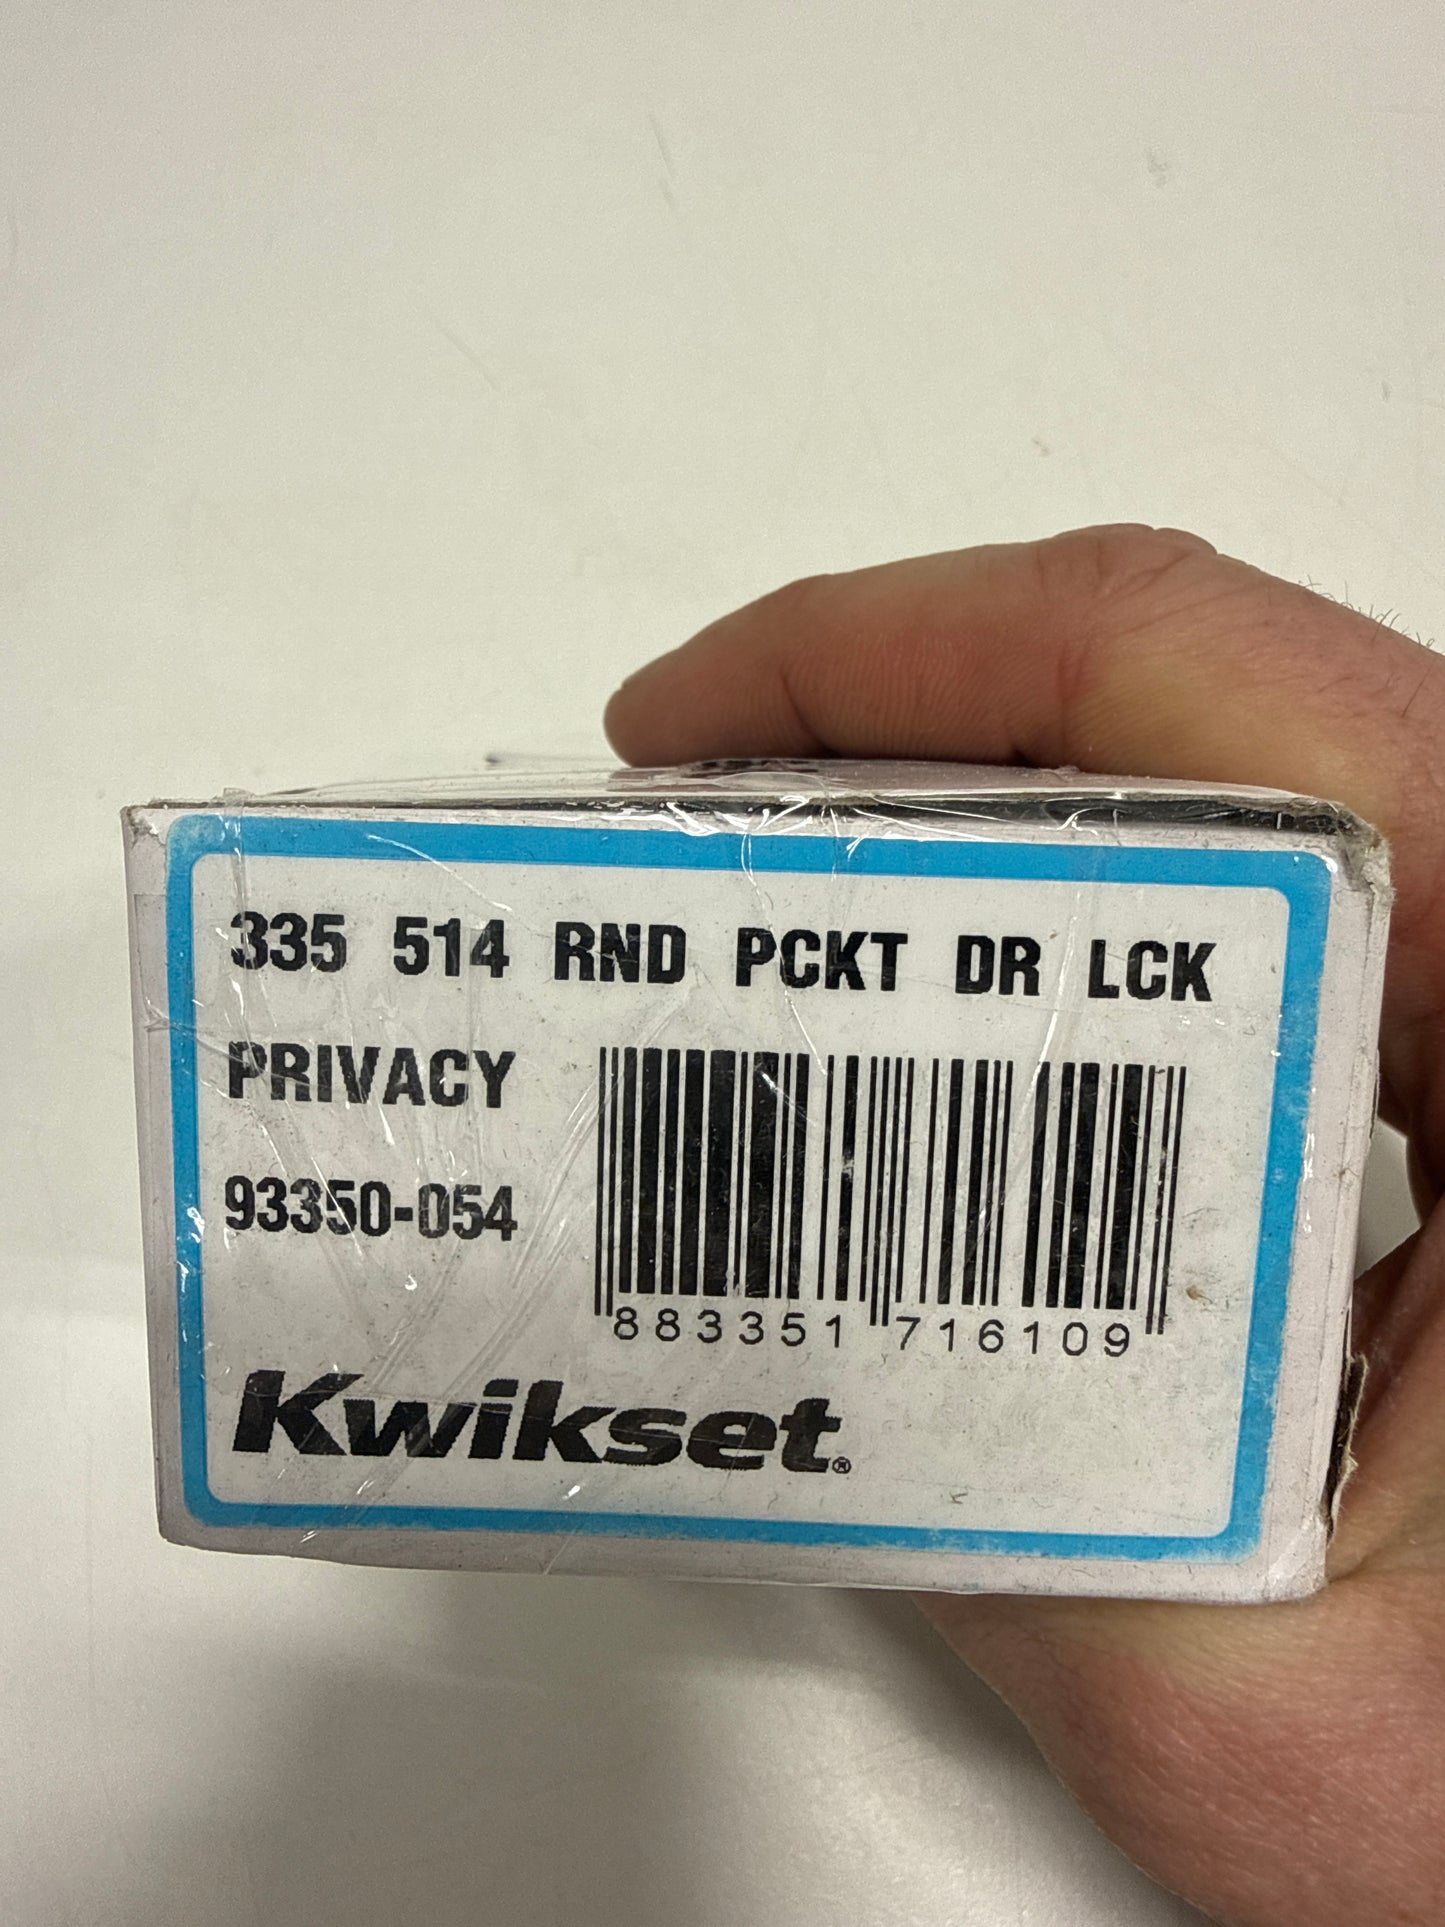 335 514 RND PCKT DR LCK
PRIVACY
93350-054
883351 716109
Kwikset®